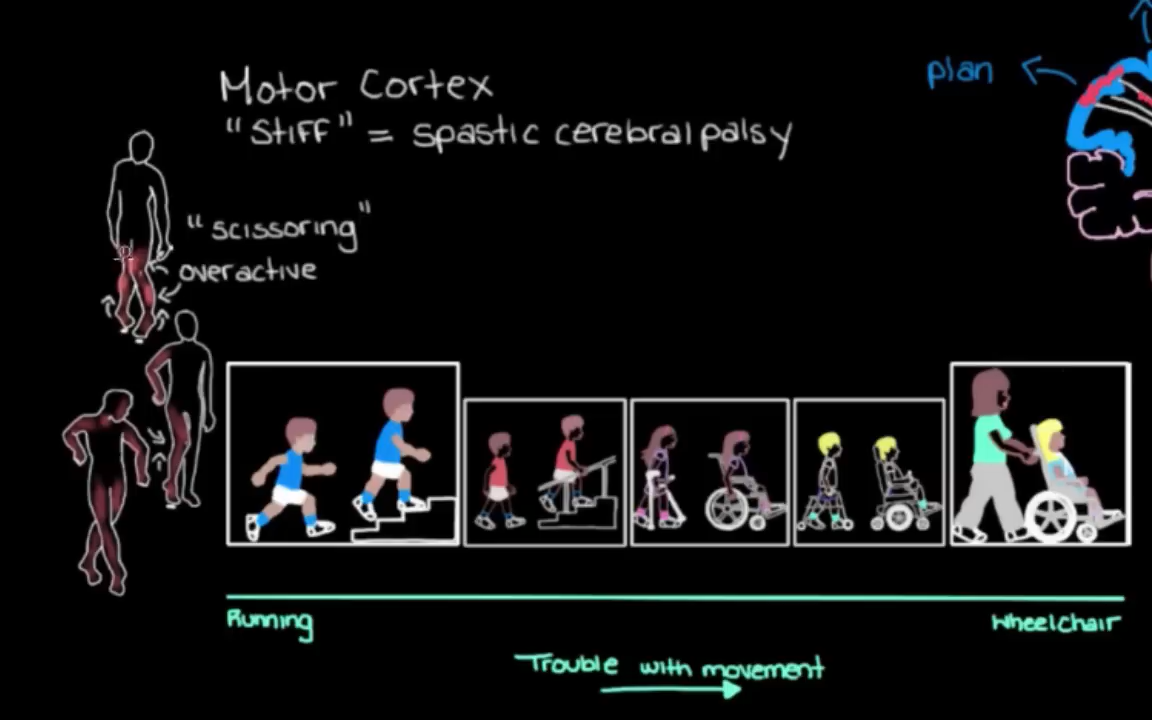 Motor Cortex
"Stiff" = spastic cerebral palsy
plan
"scissoring"
overactive
Running
Wheelchair
Trouble with movement